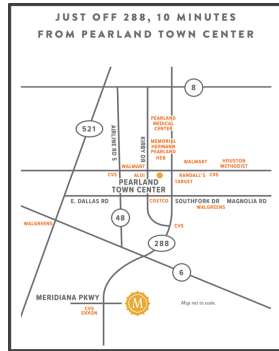 JUST OFF 288, 10 MINUTES
FROM PEARLAND TOWN CENTER
8
PEARLAND
MEDICAL
CENTER
521
AIRLINE RD S
KIRBY DR
MEMORIAL
HERMANN
PEARLAND
HEB
WALMART
WALMART
HOUSTON
METHODIST
CVS
ALDI
RANDALL'S
CVS
TARGET
PEARLAND
TOWN CENTER
E. DALLAS RD
COSTCO
SOUTHFORK DR
MAGNOLIA RD
WALGREENS
48
WALGREENS
CVS
288
6
MERIDIANA PKWY
M
Map not to scale.
CVS
EXXON